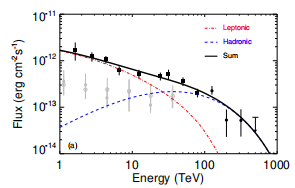 10⁻¹¹
10⁻¹²
10⁻¹³
10⁻¹⁴
Flux (erg cm⁻²s⁻¹)
Leptonic
Hadronic
Sum
(a)
1 10 100 1000
Energy (TeV)